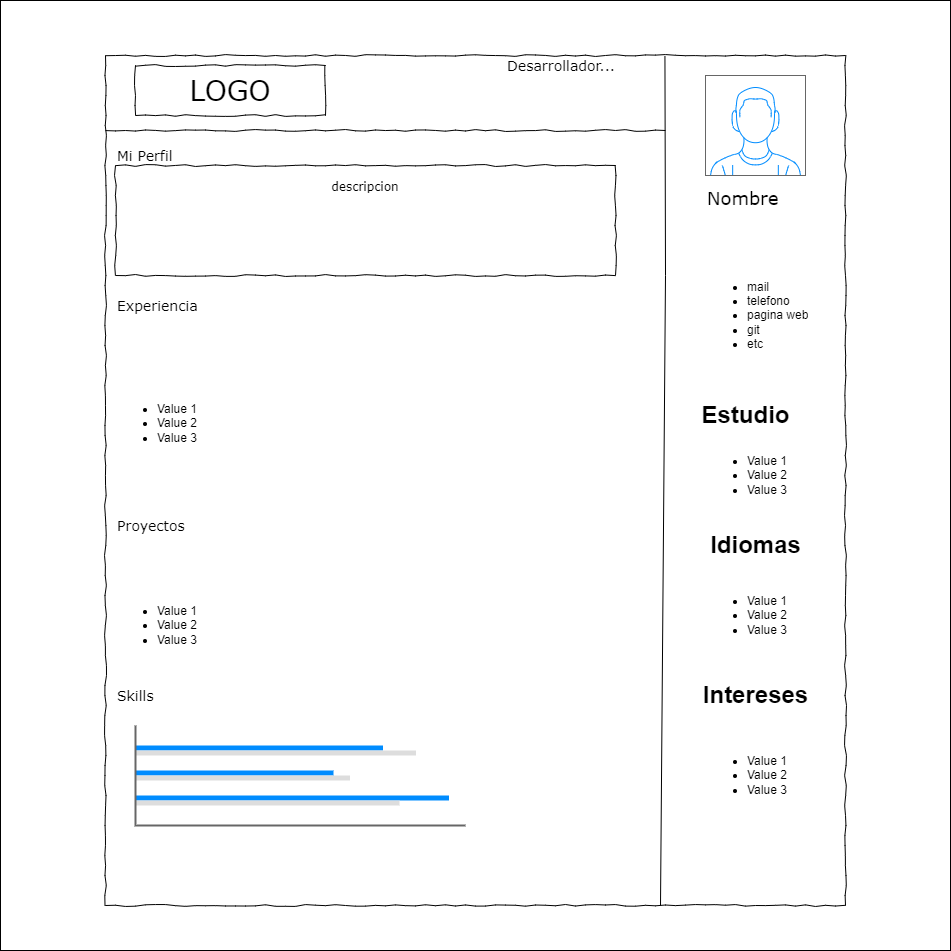 LOGO
Desarrollador...
Mi Perfil
descripcion
Experiencia
Value 1
Value 2
Value 3
Proyectos
Value 1
Value 2
Value 3
Skills
Nombre
mail
telefono
pagina web
git
etc
Estudio
Value 1
Value 2
Value 3
Idiomas
Value 1
Value 2
Value 3
Intereses
Value 1
Value 2
Value 3